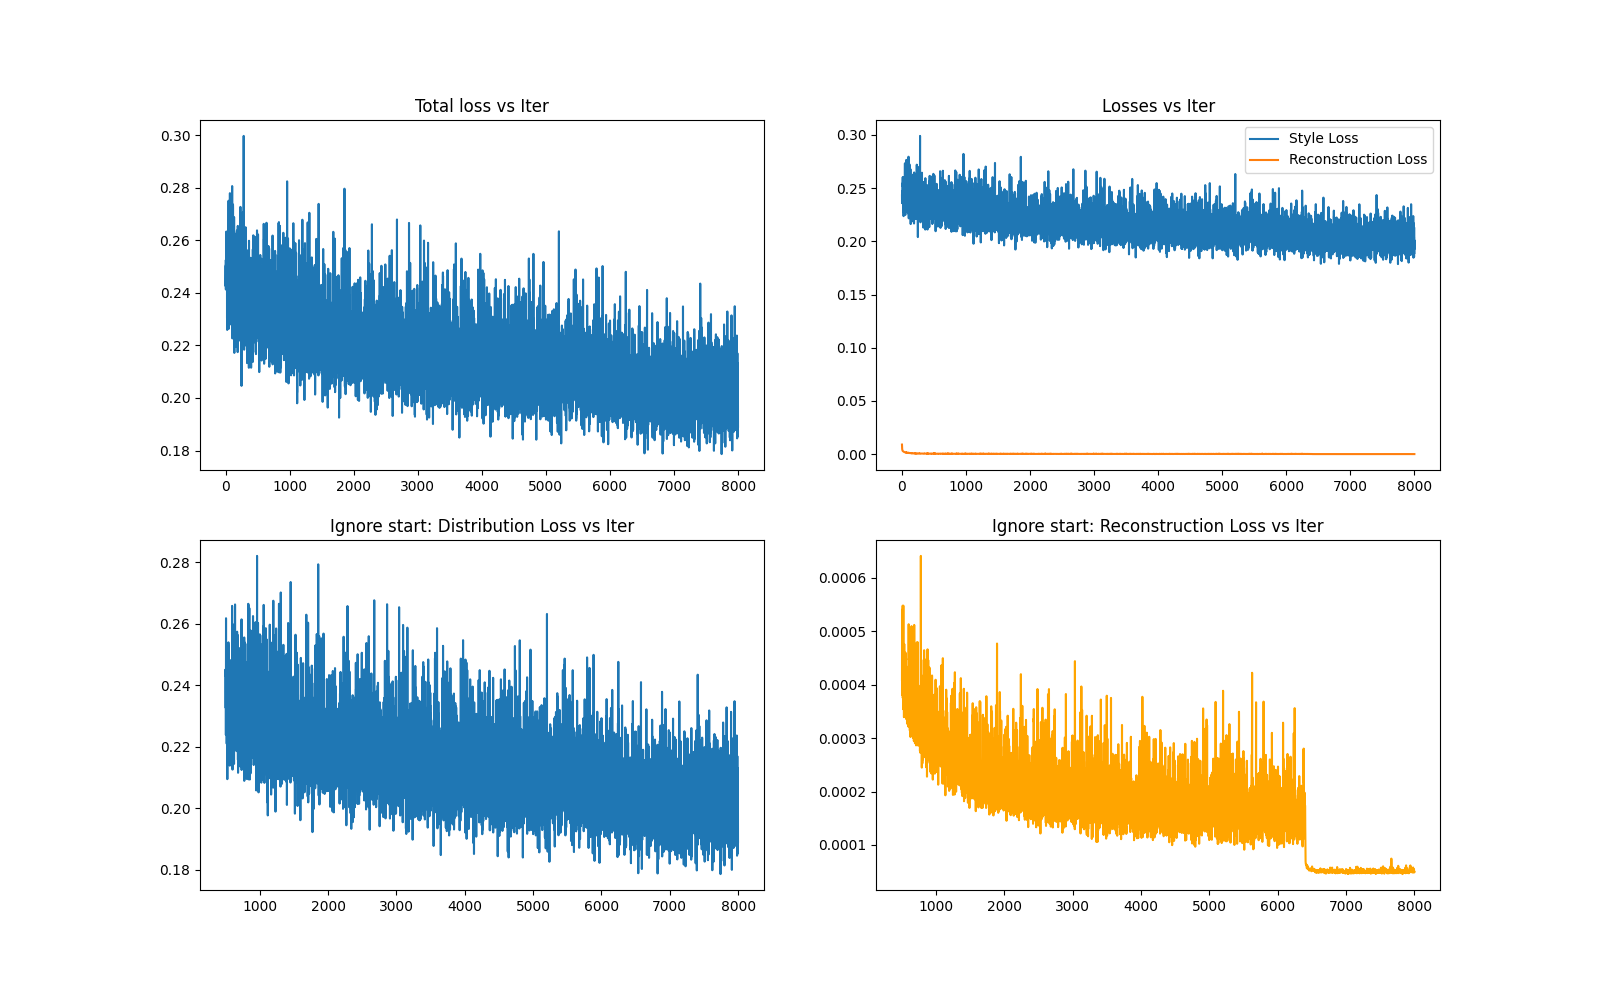 Total loss vs Iter
0.30
0.28
0.26
0.24
0.22
0.20
0.18
0 1000 2000 3000 4000 5000 6000 7000 8000
Losses vs Iter
Style Loss
Reconstruction Loss
0.30
0.25
0.20
0.15
0.10
0.05
0.00
0 1000 2000 3000 4000 5000 6000 7000 8000
Ignore start: Distribution Loss vs Iter
0.28
0.26
0.24
0.22
0.20
0.18
1000 2000 3000 4000 5000 6000 7000 8000
Ignore start: Reconstruction Loss vs Iter
0.0006
0.0005
0.0004
0.0003
0.0002
0.0001
1000 2000 3000 4000 5000 6000 7000 8000